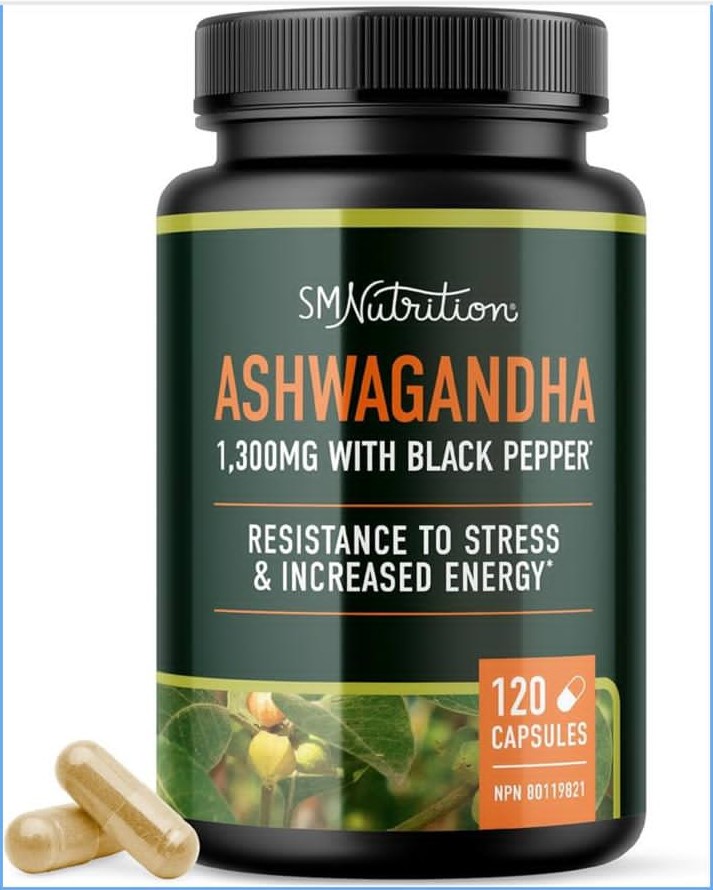 SMNutrition®
ASHWAGANDHA
1,300MG WITH BLACK PEPPER*
RESISTANCE TO STRESS
& INCREASED ENERGY*
120
CAPSULES
NPN 80119821